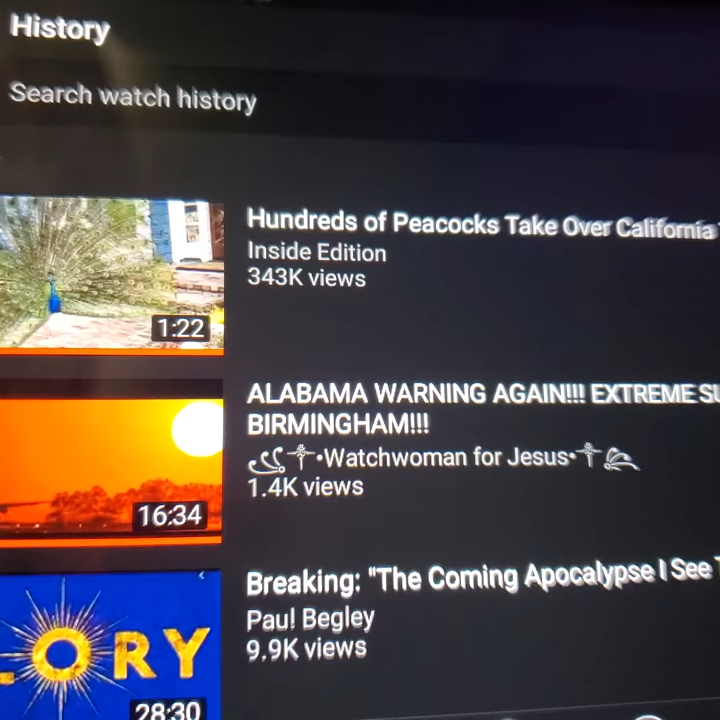 History
Search watch history
Hundreds of Peacocks Take Over California
Inside Edition
343K views
1:22
ALABAMA WARNING AGAIN!!! EXTREME SU
BIRMINGHAM!!!
•Watchwoman for Jesus•
1.4K views
16:34
Breaking: "The Coming Apocalypse I See
Paul Begley
9.9K views
LORY
28:30